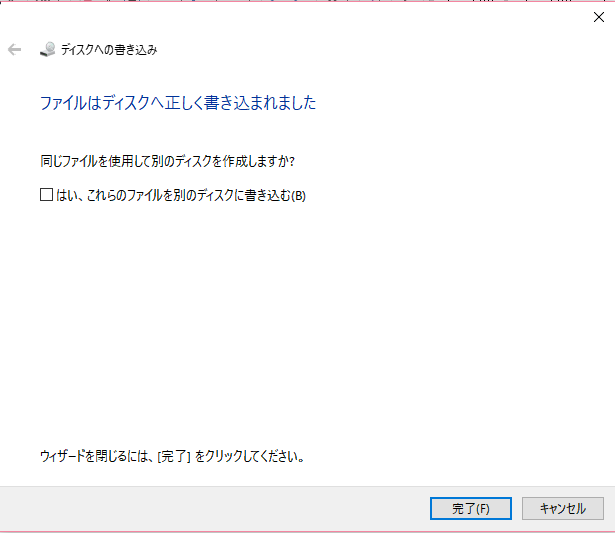 ディスクへの書き込み
ファイルはディスクへ正しく書き込まれました
同じファイルを使用して別のディスクを作成しますか?
はい、これらのファイルを別のディスクに書き込む(B)
ウィザードを閉じるには、[完了] をクリックしてください。
完了(F)
キャンセル